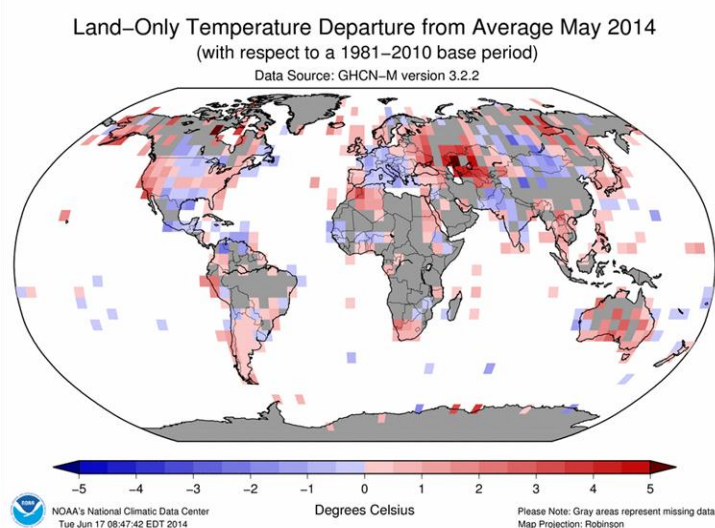 Land−Only Temperature Departure from Average May 2014
(with respect to a 1981−2010 base period)
Data Source: GHCN−M version 3.2.2
−5 −4 −3 −2 −1 0 1 2 3 4 5
Degrees Celsius
NOAA
NOAA's National Climatic Data Center
Tue Jun 17 08:47:42 EDT 2014
Please Note: Gray areas represent missing data
Map Projection: Robinson